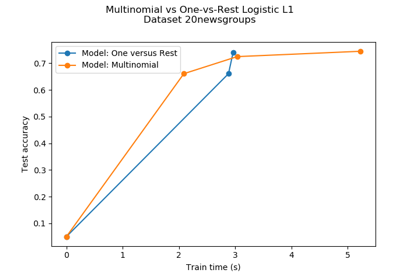 Multinomial vs One-vs-Rest Logistic L1
Dataset 20newsgroups
Model: One versus Rest
Model: Multinomial
Test accuracy
0.7
0.6
0.5
0.4
0.3
0.2
0.1
0 1 2 3 4 5
Train time (s)